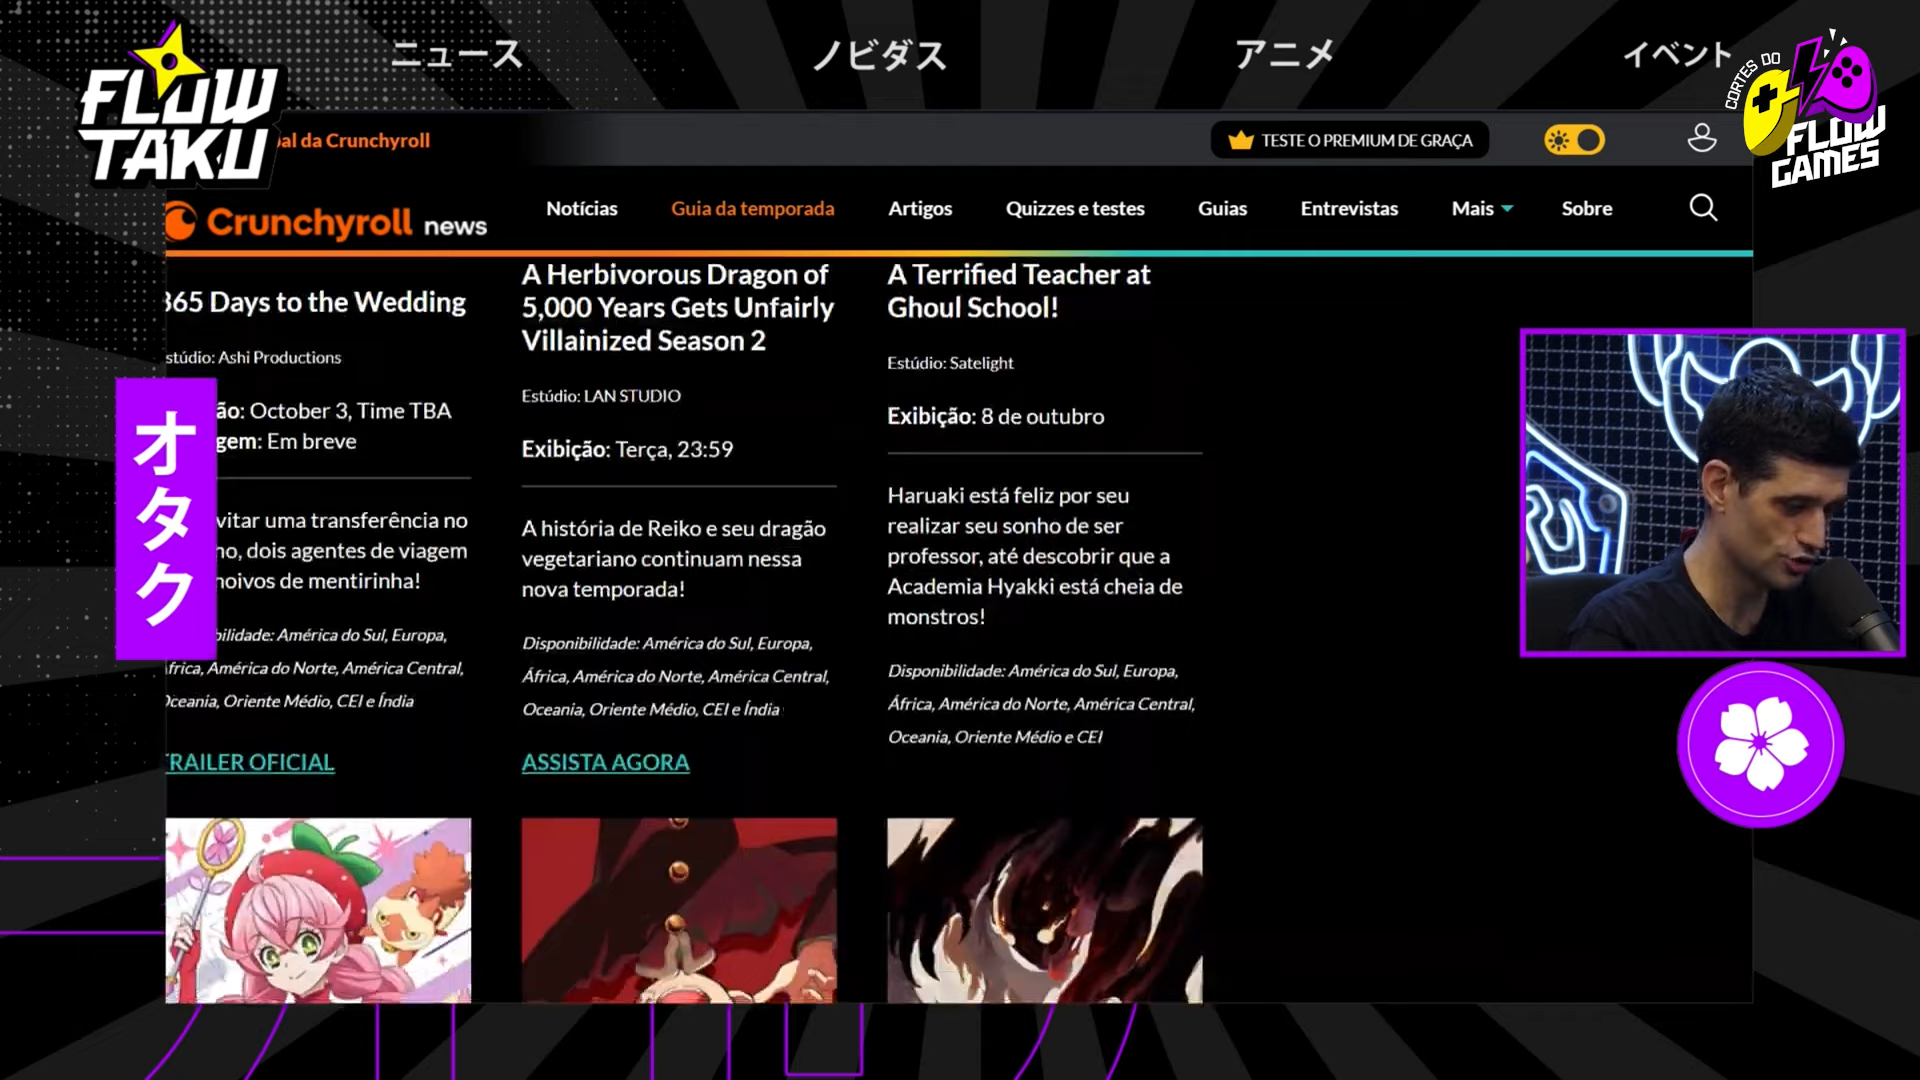 ニュース
ノビダス
アニメ
イベント
FLOW
TAKU
CORTES DO
FLOW
GAMES
al da Crunchyroll
TESTE O PREMIUM DE GRAÇA
Crunchyroll news
Notícias
Guia da temporada
Artigos
Quizzes e testes
Guias
Entrevistas
Mais
Sobre
365 Days to the Wedding
stúdio: Ashi Productions
ão: October 3, Time TBA
gem: Em breve
vitar uma transferência no
no, dois agentes de viagem
noivos de mentirinha!
bilidade: América do Sul, Europa,
frica, América do Norte, América Central,
Oceania, Oriente Médio, CEI e Índia
TRAILER OFICIAL
オタク
A Herbivorous Dragon of
5,000 Years Gets Unfairly
Villainized Season 2
Estúdio: LAN STUDIO
Exibição: Terça, 23:59
A história de Reiko e seu dragão
vegetariano continuam nessa
nova temporada!
Disponibilidade: América do Sul, Europa,
África, América do Norte, América Central,
Oceania, Oriente Médio, CEI e Índia
ASSISTA AGORA
A Terrified Teacher at
Ghoul School!
Estúdio: Satelight
Exibição: 8 de outubro
Haruaki está feliz por seu
realizar seu sonho de ser
professor, até descobrir que a
Academia Hyakki está cheia de
monstros!
Disponibilidade: América do Sul, Europa,
África, América do Norte, América Central,
Oceania, Oriente Médio e CEI